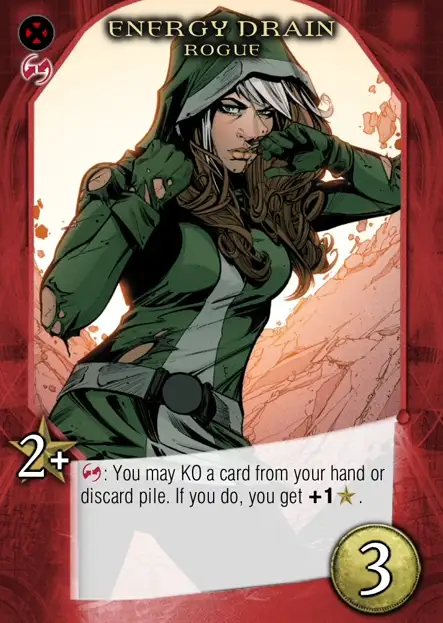 ENERGY DRAIN
ROGUE
2+
: You may KO a card from your hand or
discard pile. If you do, you get +1 .
3